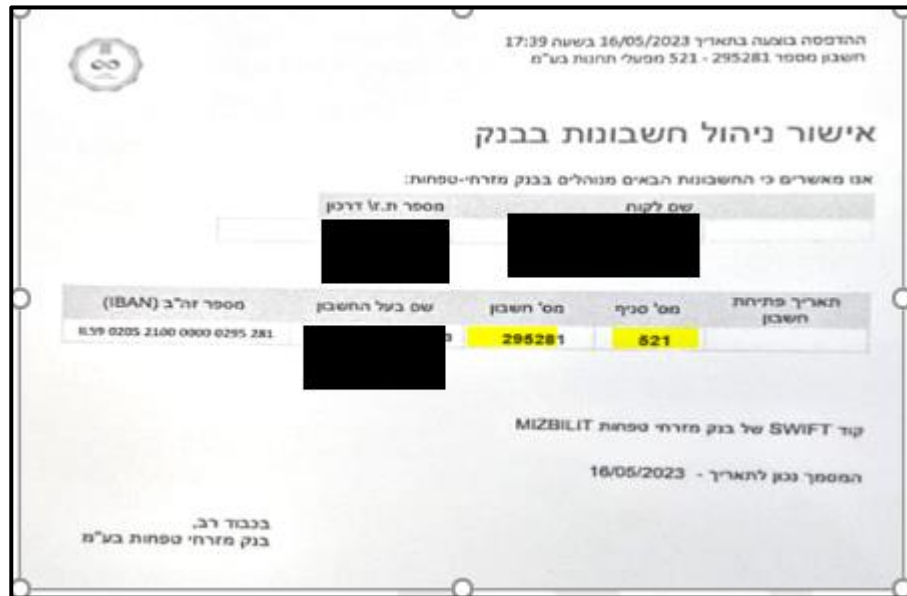 ההדפסה בוצעה בתאריך 16/05/2023 בשעה 17:39
חשבון מספר 295281 - 521 מפעלי תחנות בע"מ
אישור ניהול חשבונות בבנק
אנו מאשרים כי החשבונות הבאים מנוהלים בבנק מזרחי-טפחות:
שם לקוח מספר ת.ז\ דרכון
תאריך פתיחת חשבון מס' סניף מס' חשבון שם בעל החשבון מספר זה"ב (IBAN)
521 295281 IL59 0205 2100 0000 0295 281
קוד SWIFT של בנק מזרחי טפחות MIZBILIT
המסמך נכון לתאריך - 16/05/2023
בכבוד רב,
בנק מזרחי טפחות בע"מ